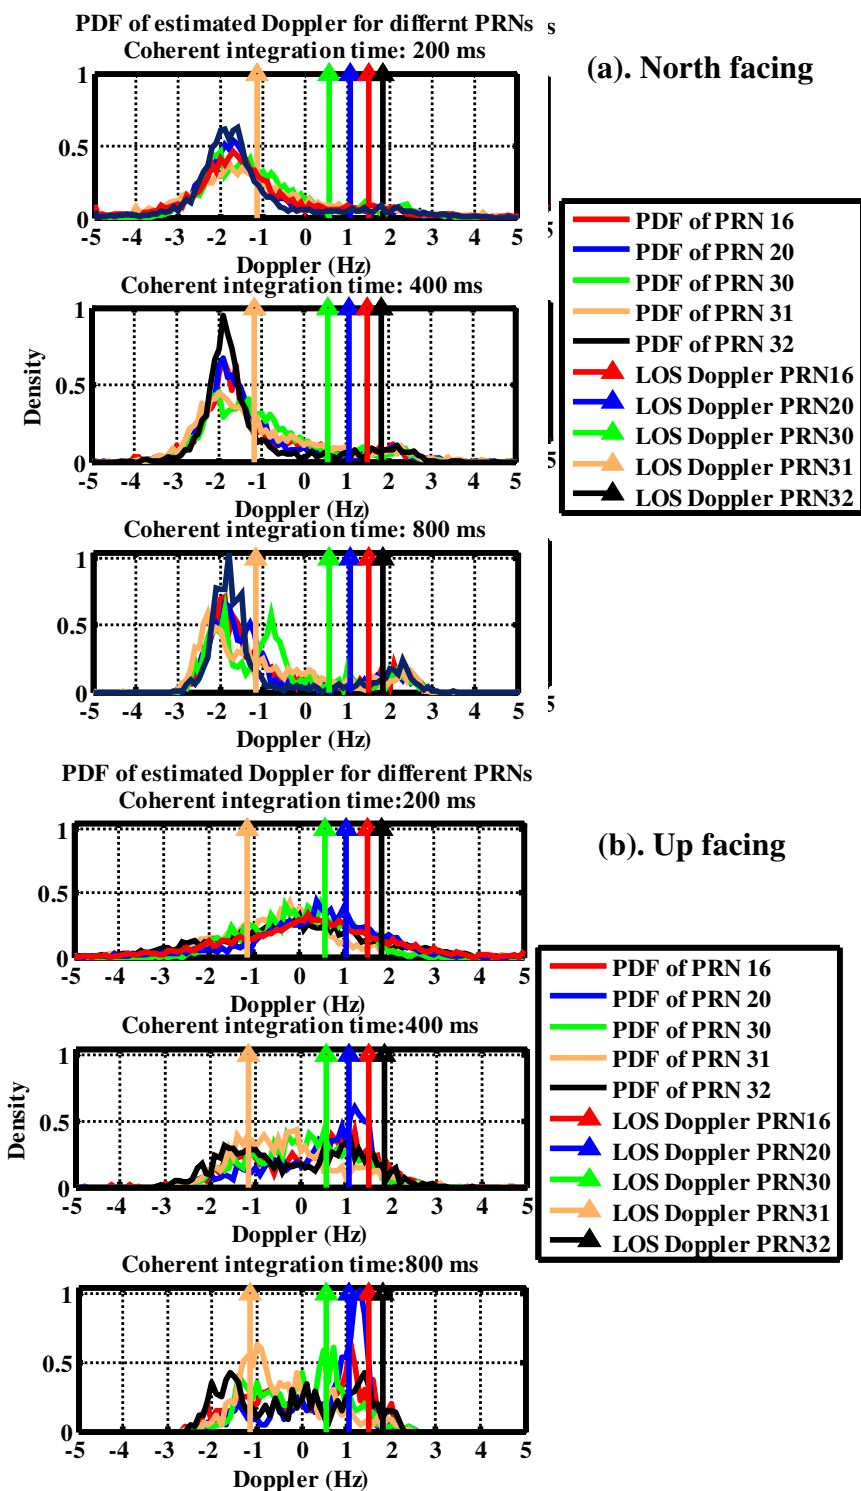 PDF of estimated Doppler for differnt PRNs s
Coherent integration time: 200 ms
(a). North facing
1
0.5
0
-5 -4 -3 -2 -1 0 1 2 3 4 5
5
Doppler (Hz)
Coherent integration time: 400 ms
1
0.5
0
Density
-5 -4 -3 -2 -1 0 1 2 3 4 5
5
Doppler (Hz)
Coherent integration time: 800 ms
1
0.5
0
-5 -4 -3 -2 -1 0 1 2 3 4 5
5
Doppler (Hz)
PDF of PRN 16
PDF of PRN 20
PDF of PRN 30
PDF of PRN 31
PDF of PRN 32
LOS Doppler PRN16
LOS Doppler PRN20
LOS Doppler PRN30
LOS Doppler PRN31
LOS Doppler PRN32
PDF of estimated Doppler for different PRNs
Coherent integration time:200 ms
(b). Up facing
1
0.5
0
-5 -4 -3 -2 -1 0 1 2 3 4 5
Doppler (Hz)
Coherent integration time:400 ms
1
0.5
0
Density
-5 -4 -3 -2 -1 0 1 2 3 4 5
Doppler (Hz)
Coherent integration time:800 ms
1
0.5
0
-5 -4 -3 -2 -1 0 1 2 3 4 5
Doppler (Hz)
PDF of PRN 16
PDF of PRN 20
PDF of PRN 30
PDF of PRN 31
PDF of PRN 32
LOS Doppler PRN16
LOS Doppler PRN20
LOS Doppler PRN30
LOS Doppler PRN31
LOS Doppler PRN32